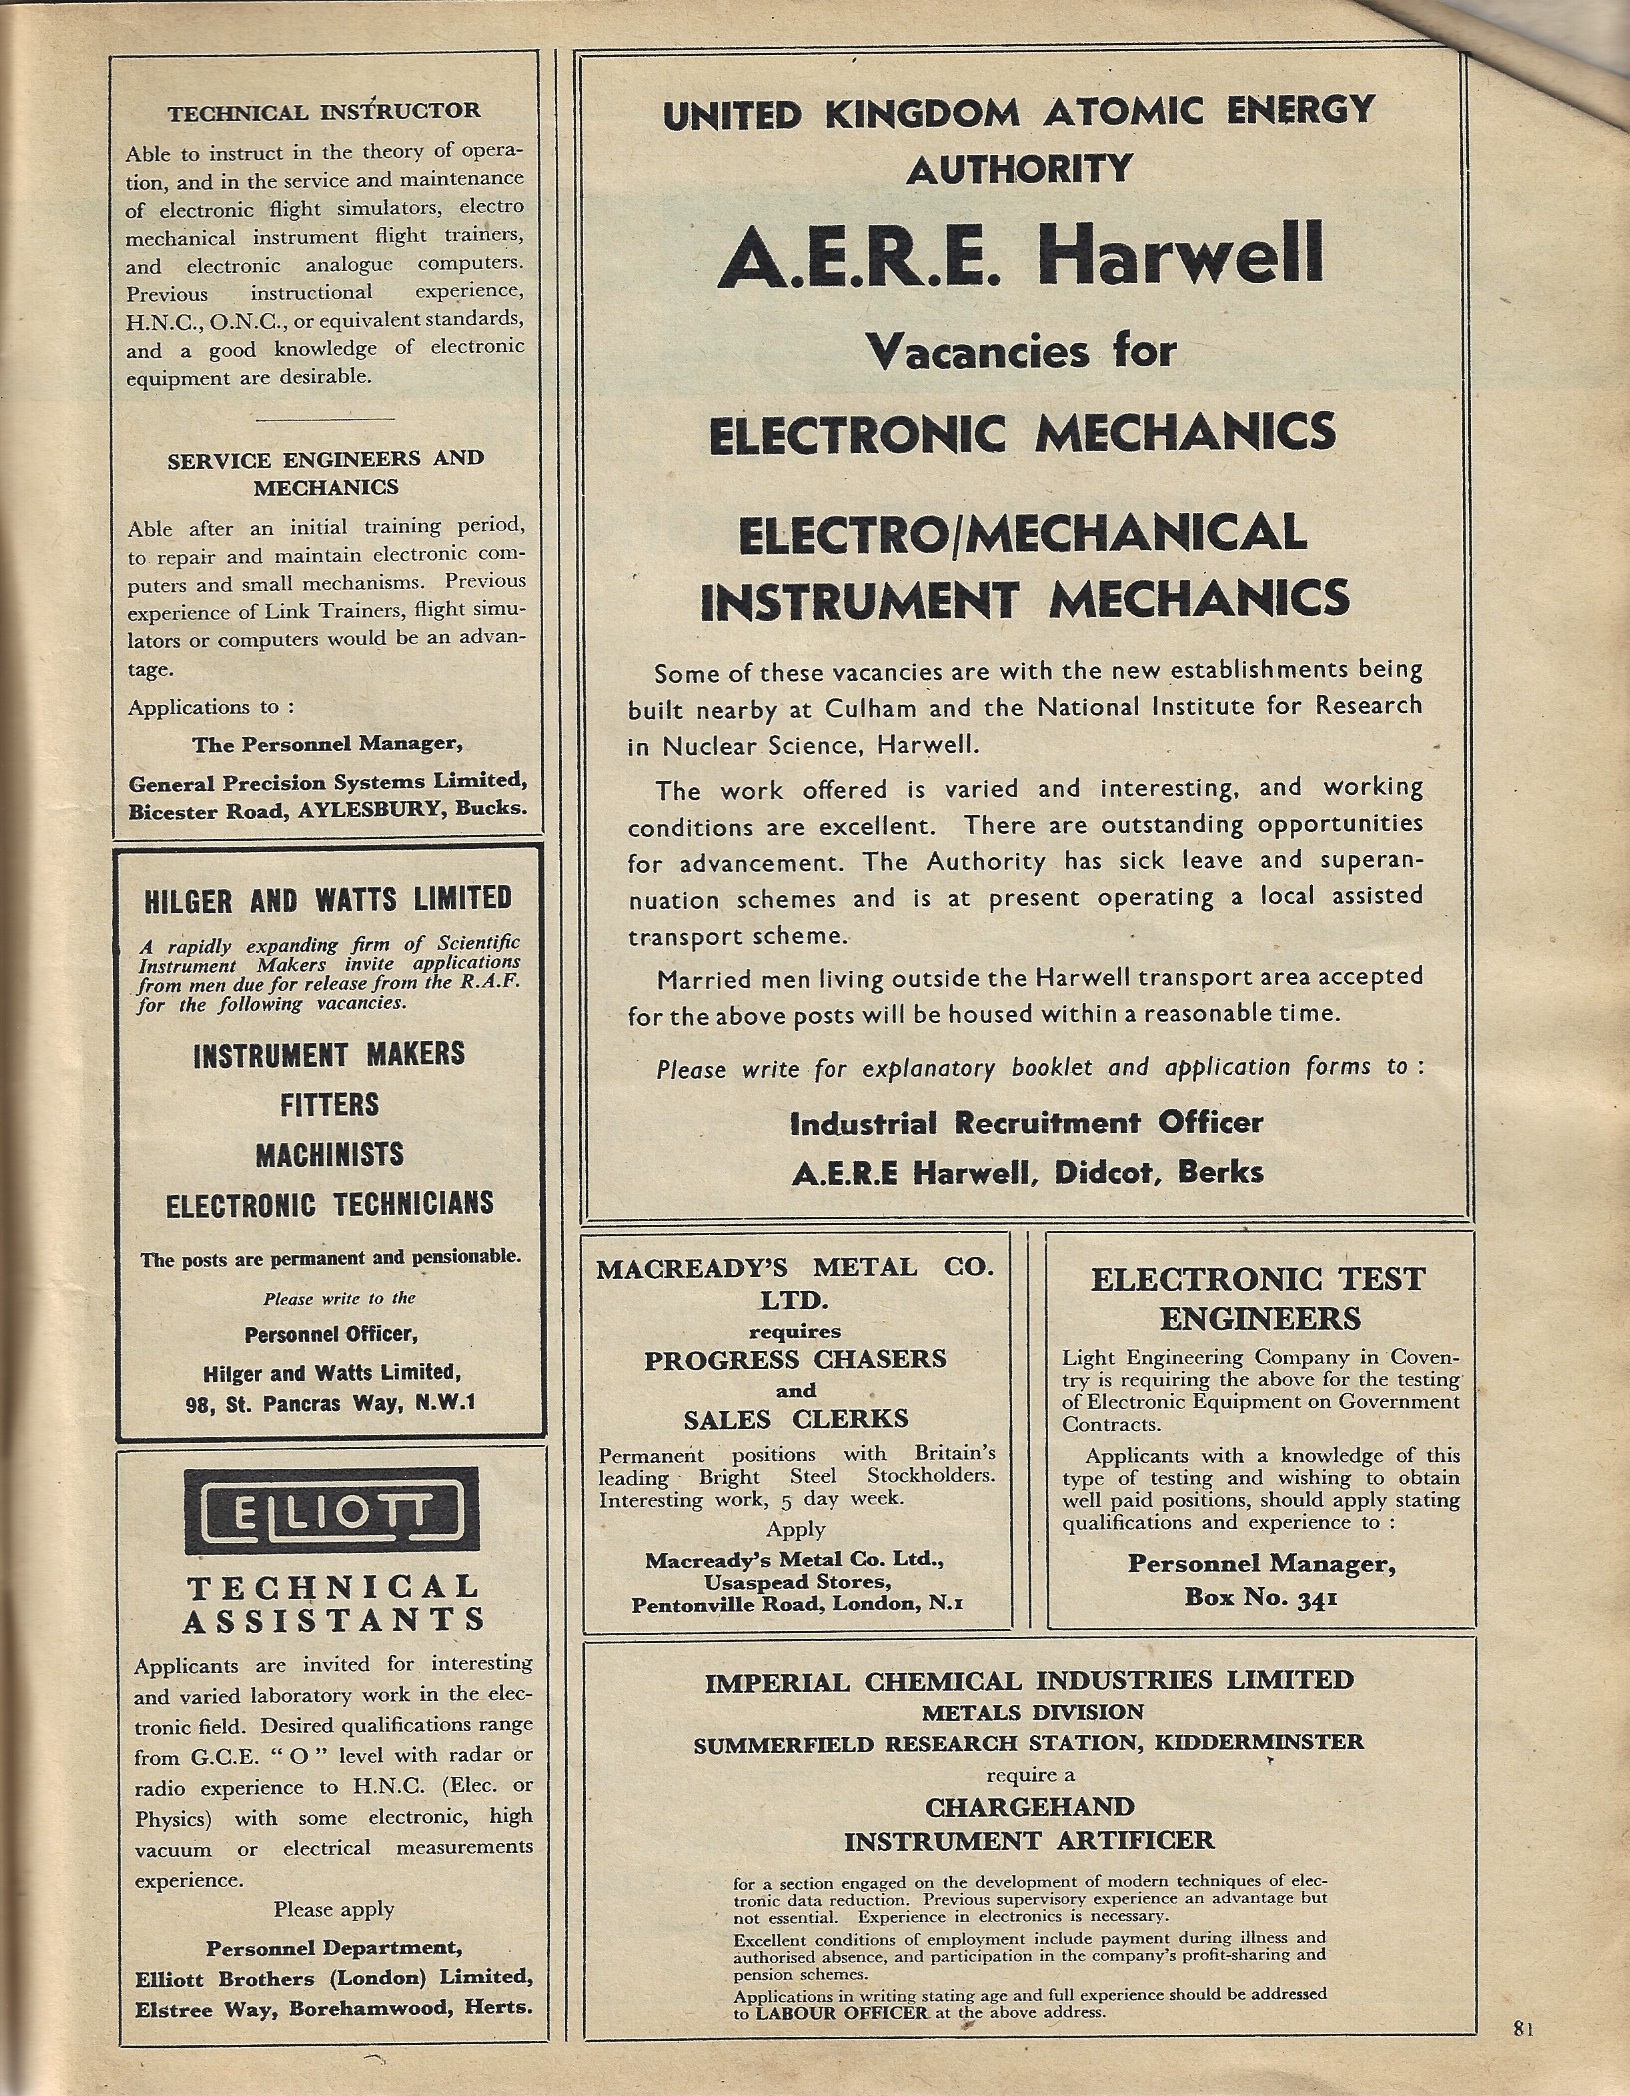 TECHNICAL INSTRUCTOR
Able to instruct in the theory of opera-
tion, and in the service and maintenance
of electronic flight simulators, electro
mechanical instrument flight trainers,
and electronic analogue computers.
Previous instructional experience,
H.N.C., O.N.C., or equivalent standards,
and a good knowledge of electronic
equipment are desirable.
SERVICE ENGINEERS AND
MECHANICS
Able after an initial training period,
to repair and maintain electronic com-
puters and small mechanisms. Previous
experience of Link Trainers, flight simu-
lators or computers would be an advan-
tage.
Applications to :
The Personnel Manager,
General Precision Systems Limited,
Bicester Road, AYLESBURY, Bucks.
HILGER AND WATTS LIMITED
A rapidly expanding firm of Scientific
Instrument Makers invite applications
from men due for release from the R.A.F.
for the following vacancies.
INSTRUMENT MAKERS
FITTERS
MACHINISTS
ELECTRONIC TECHNICIANS
The posts are permanent and pensionable.
Please write to the
Personnel Officer,
Hilger and Watts Limited,
98, St. Pancras Way, N.W.1
ELLIOTT
TECHNICAL
ASSISTANTS
Applicants are invited for interesting
and varied laboratory work in the elec-
tronic field. Desired qualifications range
from G.C.E. " O " level with radar or
radio experience to H.N.C. (Elec. or
Physics) with some electronic, high
vacuum or electrical measurements
experience.
Please apply
Personnel Department,
Elliott Brothers (London) Limited,
Elstree Way, Borehamwood, Herts.
UNITED KINGDOM ATOMIC ENERGY
AUTHORITY
A.E.R.E. Harwell
Vacancies for
ELECTRONIC MECHANICS
ELECTRO/MECHANICAL
INSTRUMENT MECHANICS
Some of these vacancies are with the new establishments being
built nearby at Culham and the National Institute for Research
in Nuclear Science, Harwell.
The work offered is varied and interesting, and working
conditions are excellent. There are outstanding opportunities
for advancement. The Authority has sick leave and superan-
nuation schemes and is at present operating a local assisted
transport scheme.
Married men living outside the Harwell transport area accepted
for the above posts will be housed within a reasonable time.
Please write for explanatory booklet and application forms to :
Industrial Recruitment Officer
A.E.R.E Harwell, Didcot, Berks
MACREADY'S METAL CO.
LTD.
requires
PROGRESS CHASERS
and
SALES CLERKS
Permanent positions with Britain's
leading Bright Steel Stockholders.
Interesting work, 5 day week.
Apply
Macready's Metal Co. Ltd.,
Usaspead Stores,
Pentonville Road, London, N.1
ELECTRONIC TEST
ENGINEERS
Light Engineering Company in Coven-
try is requiring the above for the testing
of Electronic Equipment on Government
Contracts.
Applicants with a knowledge of this
type of testing and wishing to obtain
well paid positions, should apply stating
qualifications and experience to :
Personnel Manager,
Box No. 341
IMPERIAL CHEMICAL INDUSTRIES LIMITED
METALS DIVISION
SUMMERFIELD RESEARCH STATION, KIDDERMINSTER
require a
CHARGEHAND
INSTRUMENT ARTIFICER
for a section engaged on the development of modern techniques of elec-
tronic data reduction. Previous supervisory experience an advantage but
not essential. Experience in electronics is necessary.
Excellent conditions of employment include payment during illness and
authorised absence, and participation in the company's profit-sharing and
pension schemes.
Applications in writing stating age and full experience should be addressed
to LABOUR OFFICER at the above address.
81